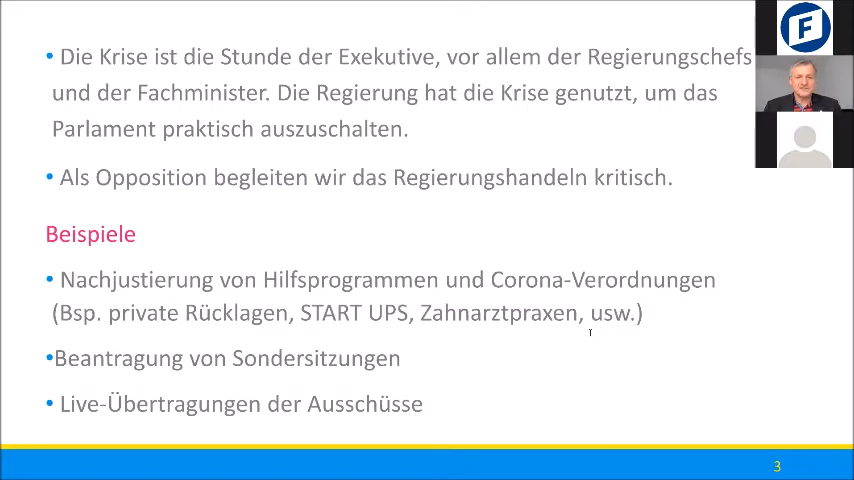 • Die Krise ist die Stunde der Exekutive, vor allem der Regierungschefs
und der Fachminister. Die Regierung hat die Krise genutzt, um das
Parlament praktisch auszuschalten.
• Als Opposition begleiten wir das Regierungshandeln kritisch.
Beispiele
• Nachjustierung von Hilfsprogrammen und Corona-Verordnungen
(Bsp. private Rücklagen, START UPS, Zahnarztpraxen, usw.)
•Beantragung von Sondersitzungen
• Live-Übertragungen der Ausschüsse
3
F